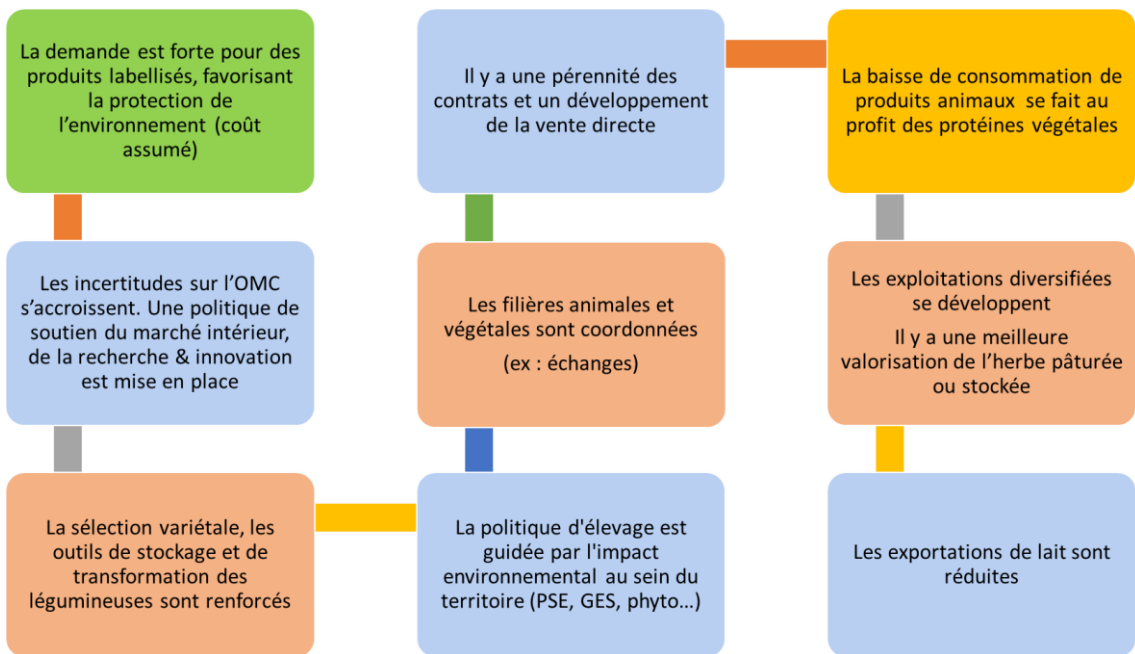 La demande est forte pour des
produits labellisés, favorisant
la protection de
l'environnement (coût
assumé)
Les incertitudes sur l'OMC
s'accroissent. Une politique de
soutien du marché intérieur,
de la recherche & innovation
est mise en place
La sélection variétale, les
outils de stockage et de
transformation des
légumineuses sont renforcés
La politique d'élevage est
guidée par l'impact
environnemental au sein du
territoire (PSE, GES, phyto…)
Les filières animales et
végétales sont coordonnées
(ex : échanges)
Il y a une pérennité des
contrats et un développement
de la vente directe
La baisse de consommation de
produits animaux  se fait au
profit des protéines végétales
Les exploitations diversifiées
se développent
Il y a une meilleure
valorisation de l'herbe pâturée
ou stockée
Les exportations de lait sont
réduites